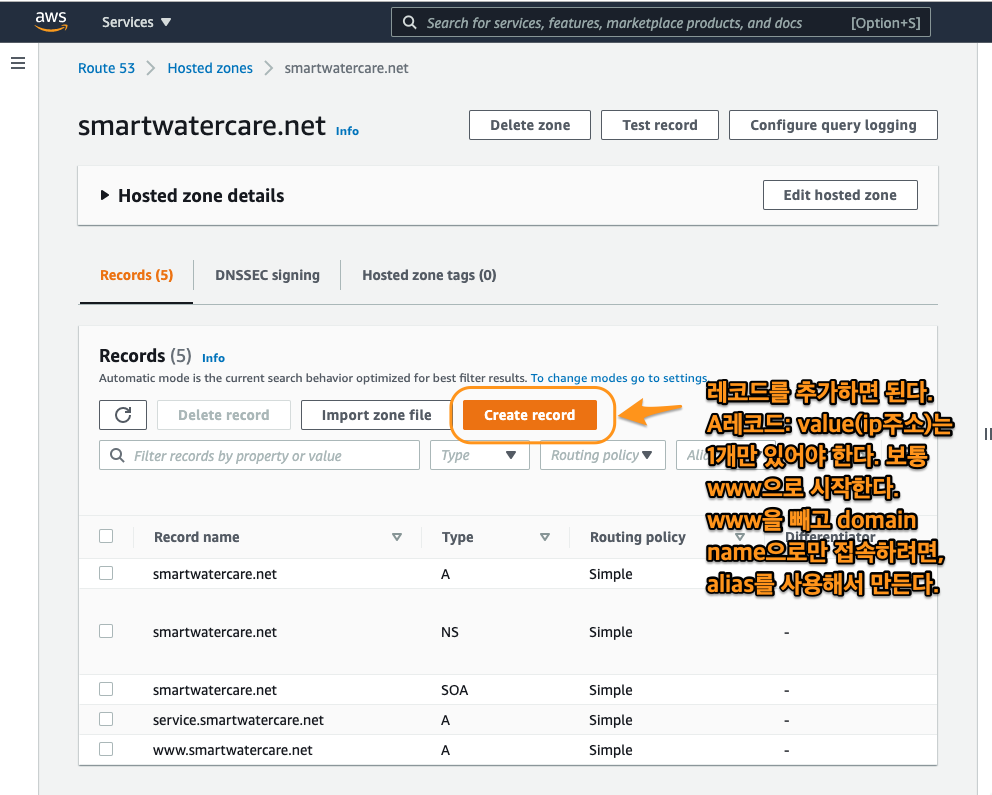 aws Services Search for services, features, marketplace products, and docs [Option+S]
Route 53 Hosted zones smartwatercare.net
smartwatercare.net Info Delete zone Test record Configure query logging
Hosted zone details Edit hosted zone
Records (5) DNSSEC signing Hosted zone tags (0)
Records (5) Info
Automatic mode is the current search behavior optimized for best filter results. To change modes go to settings.
Delete record Import zone file Create record
Filter records by property or value Type Routing policy
레코드를 추가하면 된다.
A레코드: value(ip주소)는
1개만 있어야 한다. 보통
www으로 시작한다.
www을 빼고 domain
name으로만 접속하려면,
alias를 사용해서 만든다.
Record name Type Routing policy Differentiator
smartwatercare.net A Simple
smartwatercare.net NS Simple -
smartwatercare.net SOA Simple -
service.smartwatercare.net A Simple -
www.smartwatercare.net A Simple -